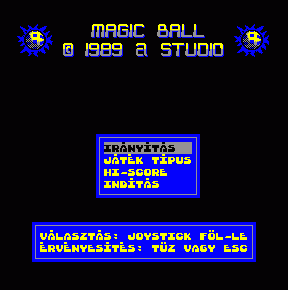 MAGIC BALL
@ 1989 a STUDIO
IRÁNYÍTÁS
JÁTÉK TÍPUS
HI-SCORE
INDÍTÁS
VÁLASZTÁS: JOYSTICK FÖL-LE
ÉRVÉNYESÍTÉS: TŰZ VAGY ESC